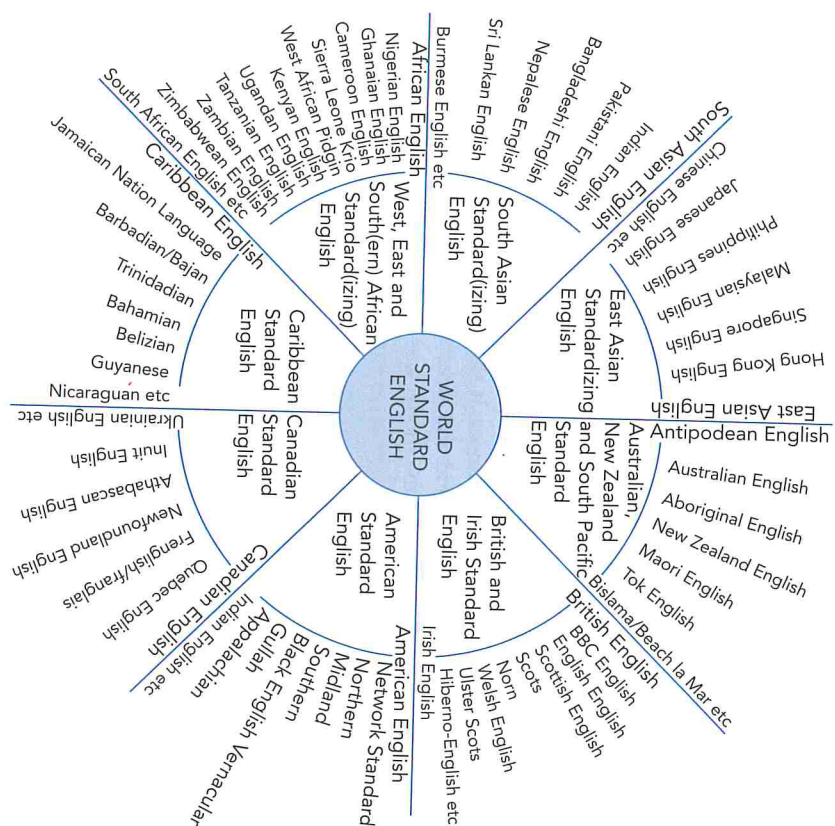 WORLD
STANDARD
ENGLISH
South Asian
Standard(izing)
English
South Asian English
Indian English
Pakistani English
Bangladeshi English
Nepalese English
Sri Lankan English
Burmese English etc
East Asian
Standardizing
English
East Asian English
Hong Kong English
Singapore English
Malaysian English
Philippines English
Japanese English
Chinese English etc
Australian,
New Zealand
and South Pacific
Standard
English
Antipodean English
Australian English
Aboriginal English
New Zealand English
Maori English
Tok English
Bislama/Beach la Mar etc
British and
Irish Standard
English
British English
BBC English
English English
Scottish English
Scots
Norn
Welsh English
Ulster Scots
Hiberno-English etc
Irish English
American
Standard
English
American English
Network Standard
Northern
Midland
Southern
Black English Vernacular
Gullah
Appalachian
Indian English etc
Canadian
Standard
English
Canadian English
Quebec English
Frenglish/franglais
Newfoundland English
Athabascan English
Inuit English
Ukrainian English etc
Caribbean
Standard
English
Caribbean English
Jamaican Nation Language
Barbadian/Bajan
Trinidadian
Bahamian
Belizian
Guyanese
Nicaraguan etc
West, East and
South(ern) African
Standard(izing)
English
African English
Nigerian English
Ghanaian English
Cameroon English
Sierra Leone Krio
West African Pidgin
Kenyan English
Ugandan English
Tanzanian English
Zambian English
Zimbabwean English
South African English etc